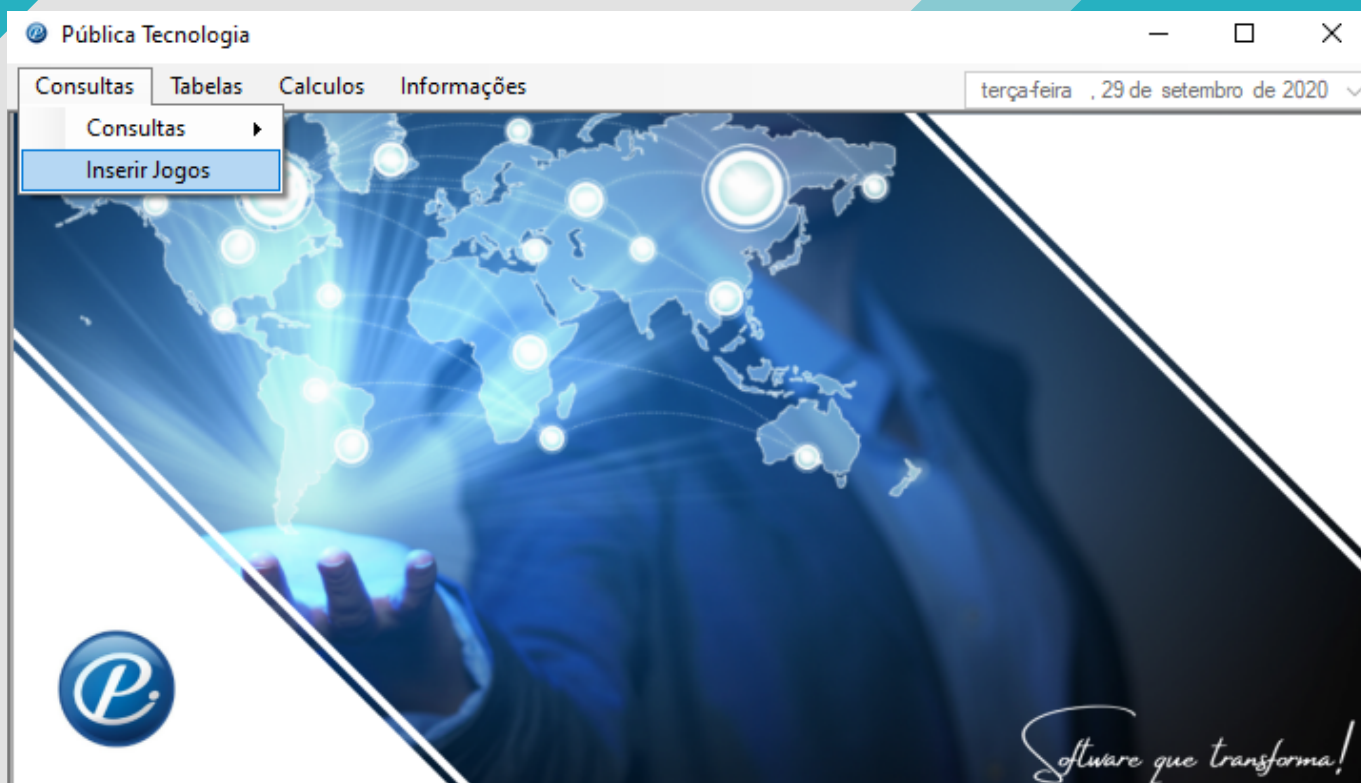 Pública Tecnologia
Consultas Tabelas Calculos Informações terça-feira , 29 de setembro de 2020
Consultas
Inserir Jogos
P.
Software que transforma!